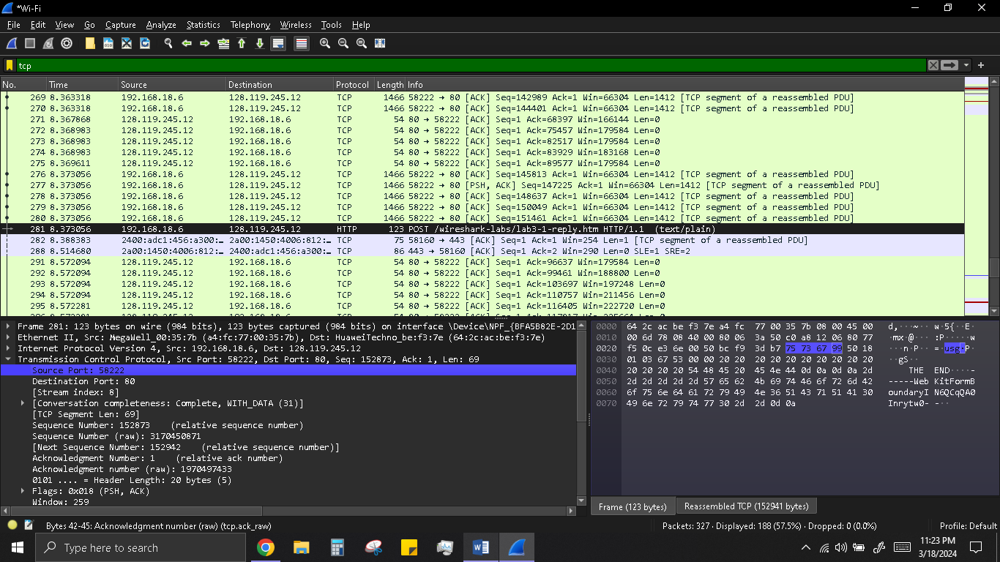 *Wi-Fi
File Edit View Go Capture Analyze Statistics Telephony Wireless Tools Help
tcp
No. Time Source Destination Protocol Length Info
269 8.363318 192.168.18.6 128.119.245.12 TCP 1466 58222 → 80 [ACK] Seq=142989 Ack=1 Win=66304 Len=1412 [TCP segment of a reassembled PDU]
270 8.363318 192.168.18.6 128.119.245.12 TCP 1466 58222 → 80 [ACK] Seq=144401 Ack=1 Win=66304 Len=1412 [TCP segment of a reassembled PDU]
271 8.367868 128.119.245.12 192.168.18.6 TCP 54 80 → 58222 [ACK] Seq=1 Ack=68397 Win=166144 Len=0
272 8.368983 128.119.245.12 192.168.18.6 TCP 54 80 → 58222 [ACK] Seq=1 Ack=75457 Win=179584 Len=0
273 8.368983 128.119.245.12 192.168.18.6 TCP 54 80 → 58222 [ACK] Seq=1 Ack=82517 Win=179584 Len=0
274 8.368983 128.119.245.12 192.168.18.6 TCP 54 80 → 58222 [ACK] Seq=1 Ack=83929 Win=183168 Len=0
275 8.369611 128.119.245.12 192.168.18.6 TCP 54 80 → 58222 [ACK] Seq=1 Ack=89577 Win=179584 Len=0
276 8.373056 192.168.18.6 128.119.245.12 TCP 1466 58222 → 80 [ACK] Seq=145813 Ack=1 Win=66304 Len=1412 [TCP segment of a reassembled PDU]
277 8.373056 192.168.18.6 128.119.245.12 TCP 1466 58222 → 80 [PSH, ACK] Seq=147225 Ack=1 Win=66304 Len=1412 [TCP segment of a reassembled PDU]
278 8.373056 192.168.18.6 128.119.245.12 TCP 1466 58222 → 80 [ACK] Seq=148637 Ack=1 Win=66304 Len=1412 [TCP segment of a reassembled PDU]
279 8.373056 192.168.18.6 128.119.245.12 TCP 1466 58222 → 80 [ACK] Seq=150049 Ack=1 Win=66304 Len=1412 [TCP segment of a reassembled PDU]
280 8.373056 192.168.18.6 128.119.245.12 TCP 1466 58222 → 80 [ACK] Seq=151461 Ack=1 Win=66304 Len=1412 [TCP segment of a reassembled PDU]
281 8.373056 192.168.18.6 128.119.245.12 HTTP 123 POST /wireshark-labs/lab3-1-reply.htm HTTP/1.1 (text/plain)
282 8.388383 2400:adc1:456:a300:… 2a00:1450:4006:812:… TCP 75 58160 → 443 [ACK] Seq=1 Ack=1 Win=254 Len=1 [TCP segment of a reassembled PDU]
288 8.514680 2a00:1450:4006:812:… 2400:adc1:456:a300:… TCP 86 443 → 58160 [ACK] Seq=1 Ack=2 Win=290 Len=0 SLE=1 SRE=2
291 8.572094 128.119.245.12 192.168.18.6 TCP 54 80 → 58222 [ACK] Seq=1 Ack=96637 Win=179584 Len=0
292 8.572094 128.119.245.12 192.168.18.6 TCP 54 80 → 58222 [ACK] Seq=1 Ack=99461 Win=188800 Len=0
293 8.572094 128.119.245.12 192.168.18.6 TCP 54 80 → 58222 [ACK] Seq=1 Ack=103697 Win=197248 Len=0
294 8.572094 128.119.245.12 192.168.18.6 TCP 54 80 → 58222 [ACK] Seq=1 Ack=110757 Win=211456 Len=0
295 8.572281 128.119.245.12 192.168.18.6 TCP 54 80 → 58222 [ACK] Seq=1 Ack=116405 Win=222720 Len=0
Frame 281: 123 bytes on wire (984 bits), 123 bytes captured (984 bits) on interface \Device\NPF_{BFA5B82E-2D1
Ethernet II, Src: MegaWell_00:35:7b (a4:fc:77:00:35:7b), Dst: HuaweiTechno_be:f3:7e (64:2c:ac:be:f3:7e)
Internet Protocol Version 4, Src: 192.168.18.6, Dst: 128.119.245.12
Transmission Control Protocol, Src Port: 58222, Dst Port: 80, Seq: 152873, Ack: 1, Len: 69
Source Port: 58222
Destination Port: 80
[Stream index: 8]
[Conversation completeness: Complete, WITH_DATA (31)]
[TCP Segment Len: 69]
Sequence Number: 152873 (relative sequence number)
Sequence Number (raw): 3170450871
[Next Sequence Number: 152942 (relative sequence number)]
Acknowledgment Number: 1 (relative ack number)
Acknowledgment number (raw): 1970497433
0101 .... = Header Length: 20 bytes (5)
Flags: 0x018 (PSH, ACK)
Window: 259
0000 64 2c ac be f3 7e a4 fc 77 00 35 7b 08 00 45 00 d,···~·· w·5{··E·
0010 00 6d 78 08 40 00 80 06 3a 50 c0 a8 12 06 80 77 ·mx·@··· :P·····w
0020 f5 0c e3 6e 00 50 bc f9 3d b7 75 73 67 99 50 18 ···n·P·· =·usg·P·
0030 01 03 67 53 00 00 20 20 20 20 20 20 20 20 20 20 ··gS··
0040 20 20 20 20 54 48 45 20 45 4e 44 0d 0a 0d 0a 2d THE END····-
0050 2d 2d 2d 2d 2d 57 65 62 4b 69 74 46 6f 72 6d 42 -----Web KitFormB
0060 6f 75 6e 64 61 72 79 49 4e 36 51 43 71 51 41 30 oundaryI N6QCqQA0
0070 49 6e 72 79 74 77 30 2d 2d 0d 0a Inrytw0- -··
Frame (123 bytes) Reassembled TCP (152941 bytes)
Bytes 42-45: Acknowledgment number (raw) (tcp.ack_raw) Packets: 327 · Displayed: 188 (57.5%) · Dropped: 0 (0.0%) Profile: Default
Type here to search
11:23 PM
3/18/2024